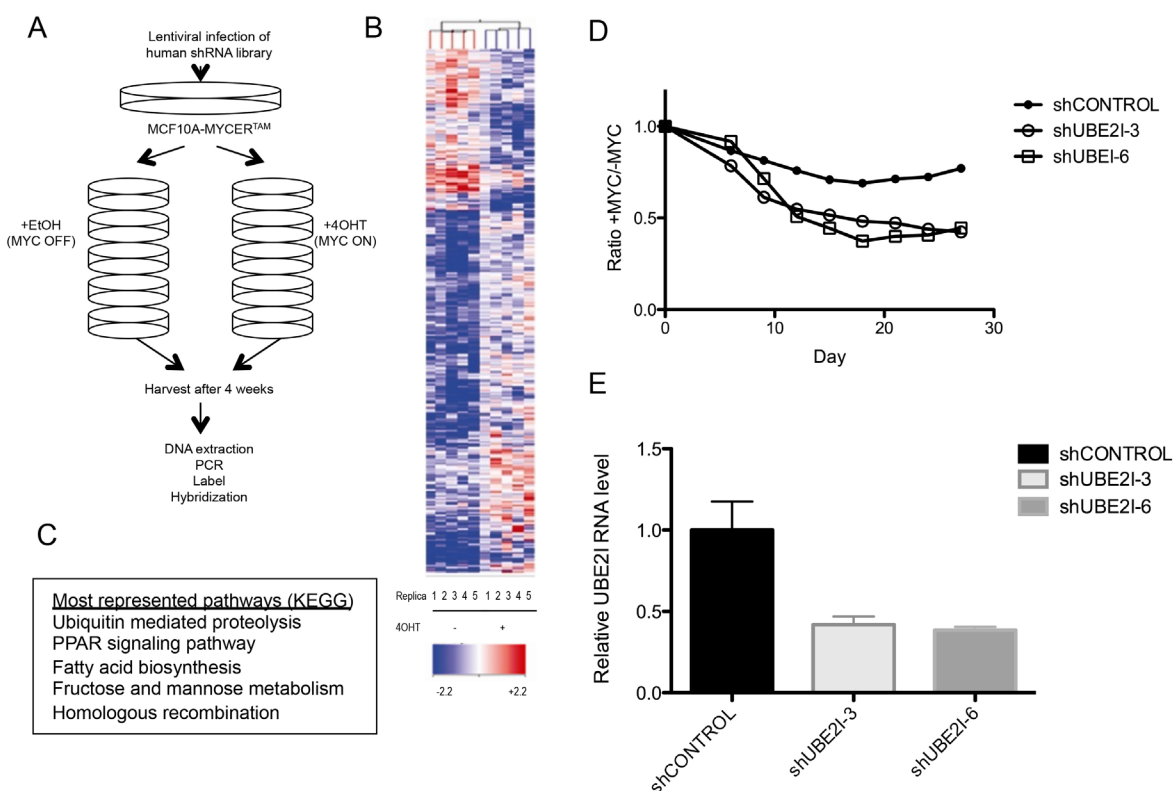 A
Lentiviral infection of
human shRNA library
MCF10A-MYCERTAM
+EtOH
(MYC OFF)
+4OHT
(MYC ON)
Harvest after 4 weeks
DNA extraction
PCR
Label
Hybridization
B
Replica 1 2 3 4 5 1 2 3 4 5
4OHT - +
-2.2 +2.2
C
Most represented pathways (KEGG)
Ubiquitin mediated proteolysis
PPAR signaling pathway
Fatty acid biosynthesis
Fructose and mannose metabolism
Homologous recombination
D
Ratio +MYC/-MYC
1.0
0.5
0.0
0 10 20 30
Day
shCONTROL
shUBE2I-3
shUBEI-6
E
Relative UBE2I RNA level
1.5
1.0
0.5
0.0
shCONTROL
shUBE2I-3
shUBE2I-6
shCONTROL
shUBE2I-3
shUBE2I-6